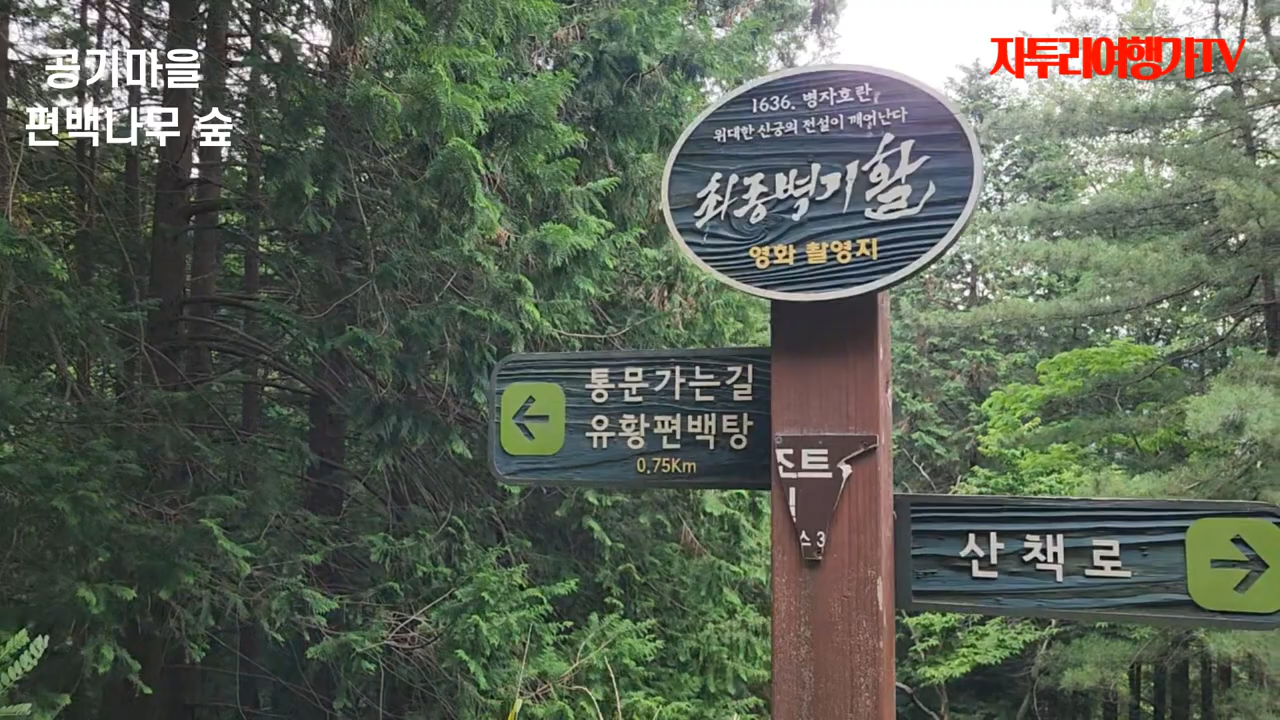 공기마을
편백나무 숲
자투리여행가TV
1636. 병자호란,
위대한 신궁의 전설이 깨어난다
최종병기 활
영화 촬영지
통문가는길
유황편백탕
0.75Km
트
스 3
산책로